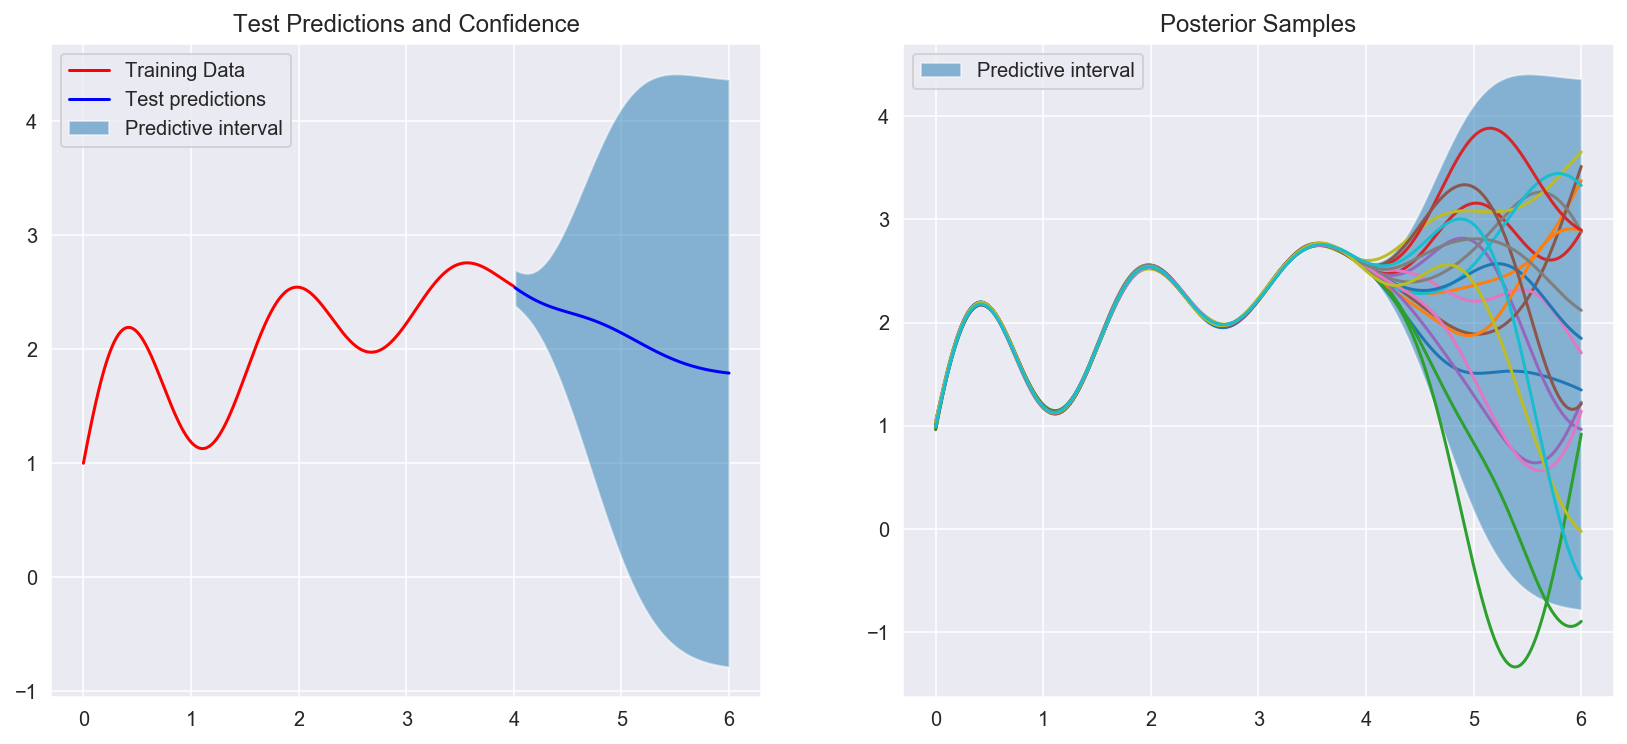 Test Predictions and Confidence
Training Data
Test predictions
Predictive interval
4
3
2
1
0
−1
0 1 2 3 4 5 6
Posterior Samples
Predictive interval
4
3
2
1
0
−1
0 1 2 3 4 5 6